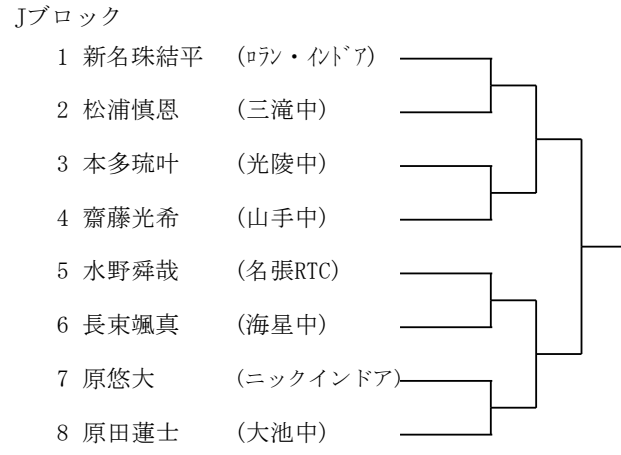 Jブロック
1 新名珠結平 (ﾛﾗﾝ・ｲﾝﾄﾞｱ)
2 松浦慎恩 (三滝中)
3 本多琉叶 (光陵中)
4 齋藤光希 (山手中)
5 水野舜哉 (名張RTC)
6 長束颯真 (海星中)
7 原悠大 (ニックインドア)
8 原田蓮士 (大池中)